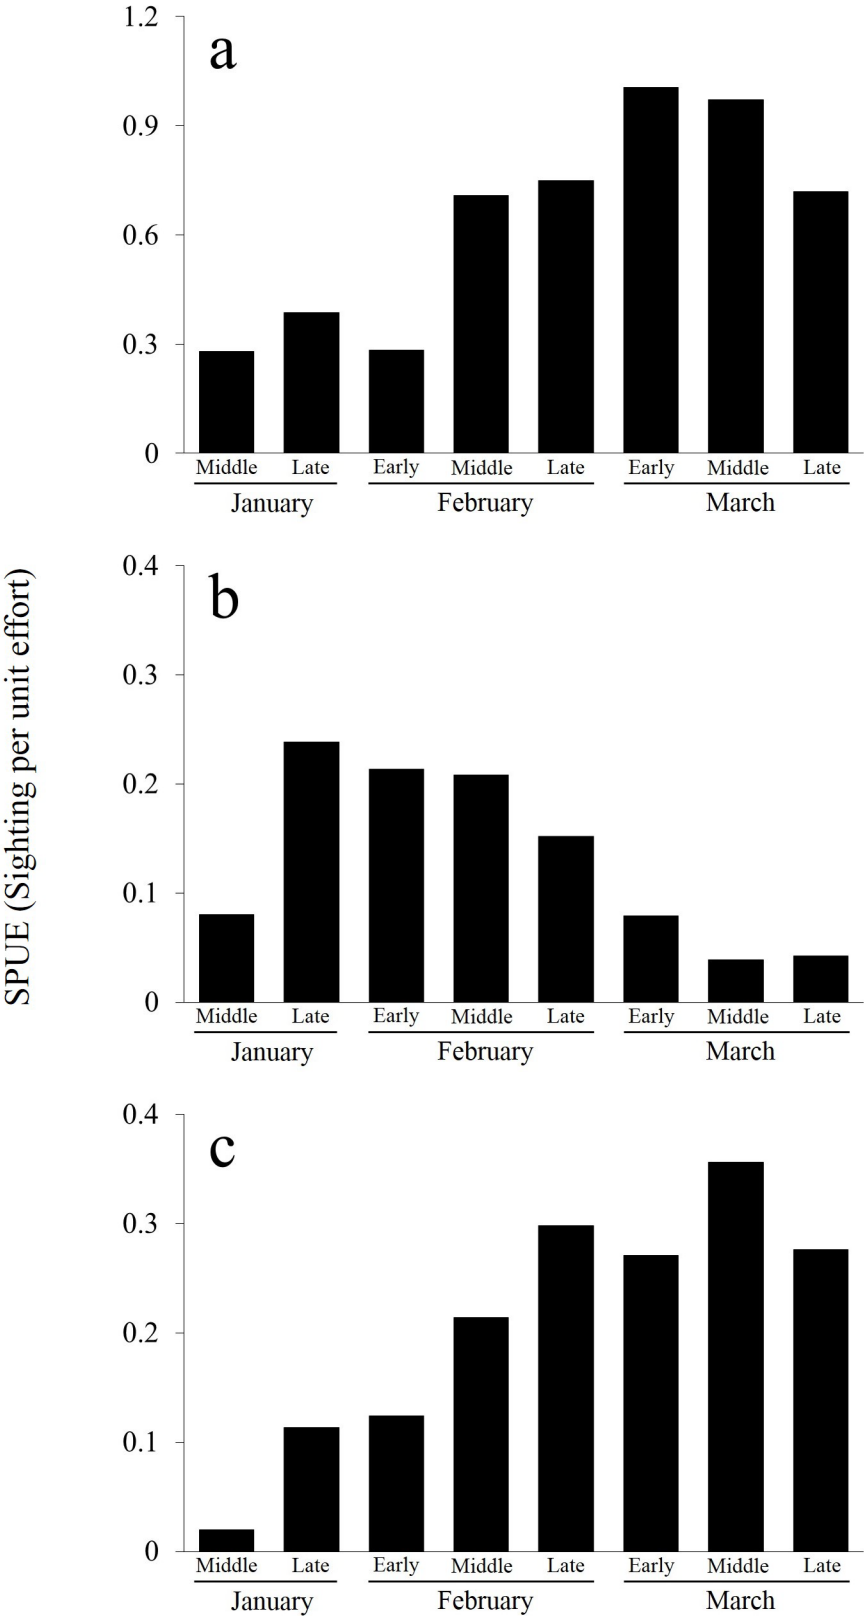 SPUE (Sighting per unit effort)
a
1.2
0.9
0.6
0.3
0
Middle Late Early Middle Late Early Middle Late
January February March
b
0.4
0.3
0.2
0.1
0
Middle Late Early Middle Late Early Middle Late
January February March
c
0.4
0.3
0.2
0.1
0
Middle Late Early Middle Late Early Middle Late
January February March